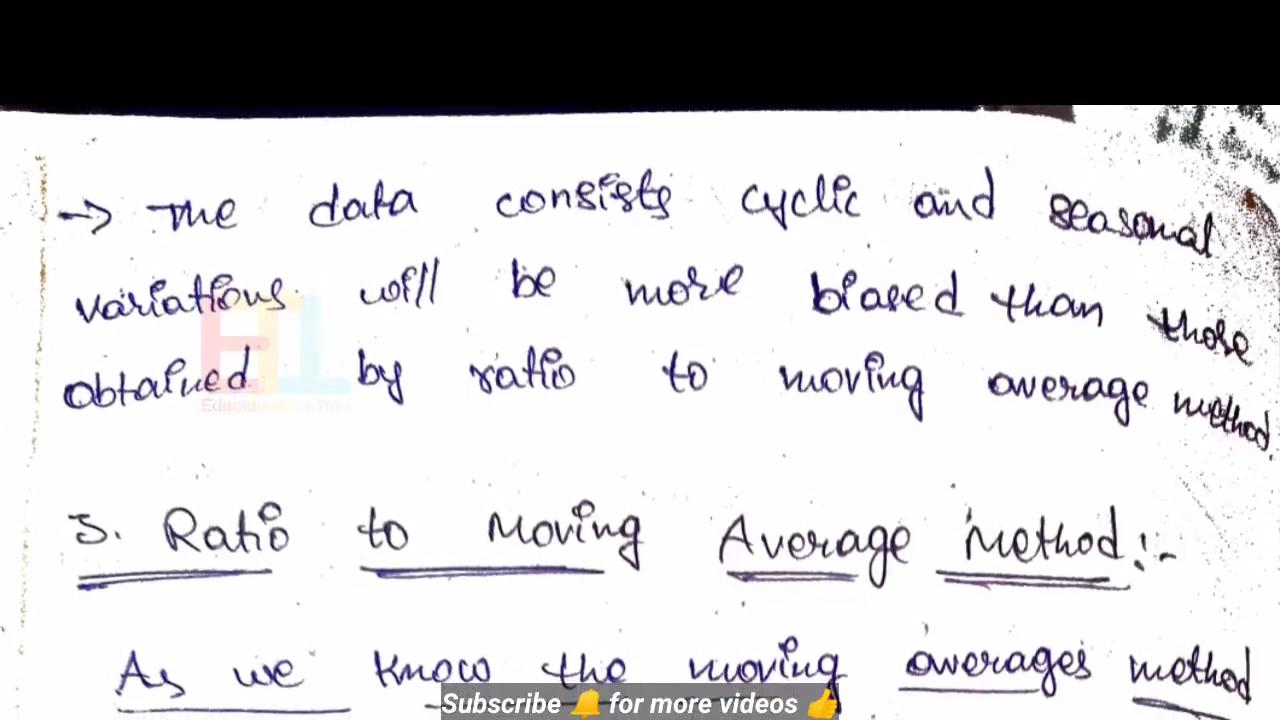 → The data consists cyclic and seasonal
variations will be more biased than those
obtained by ratio to moving average method.
3. Ratio to Moving Average Method:-
As we know the moving averages method
Subscribe 🔔 for more videos 👍